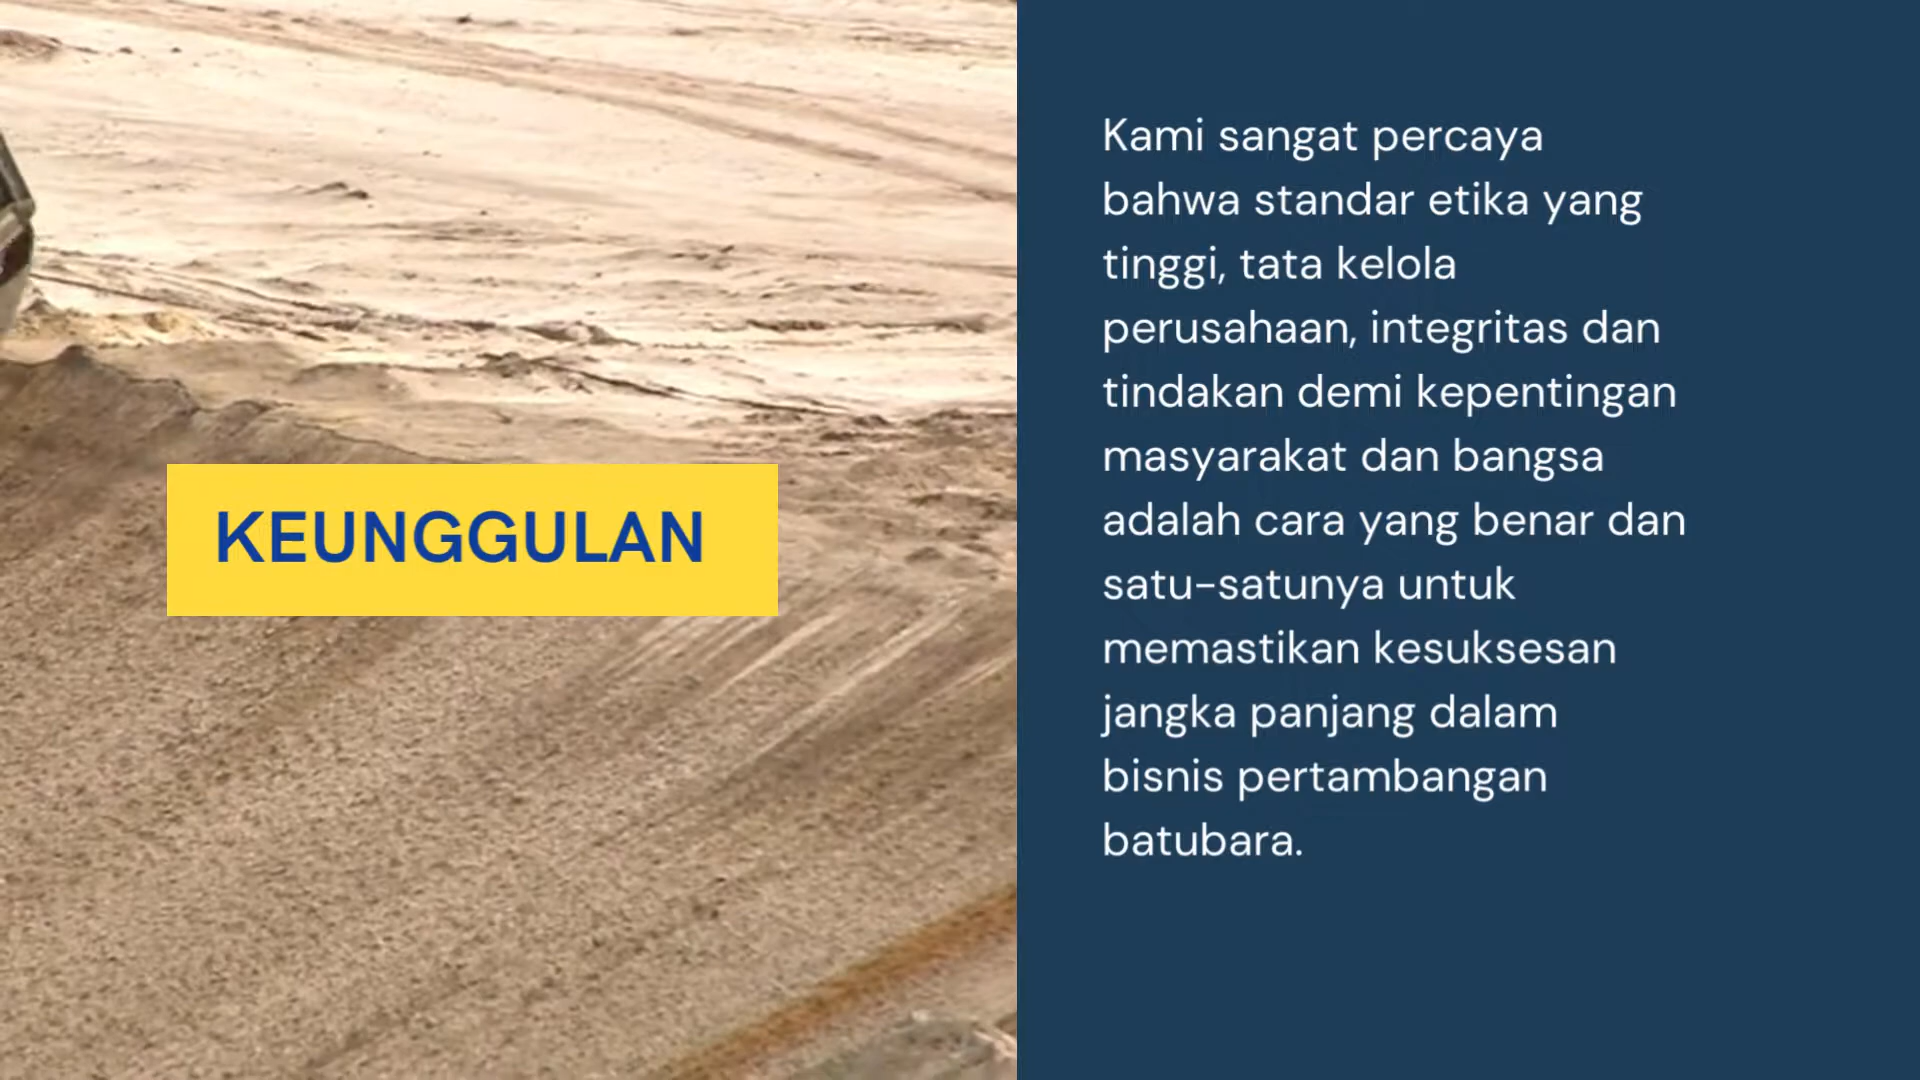 KEUNGGULAN
Kami sangat percaya
bahwa standar etika yang
tinggi, tata kelola
perusahaan, integritas dan
tindakan demi kepentingan
masyarakat dan bangsa
adalah cara yang benar dan
satu-satunya untuk
memastikan kesuksesan
jangka panjang dalam
bisnis pertambangan
batubara.